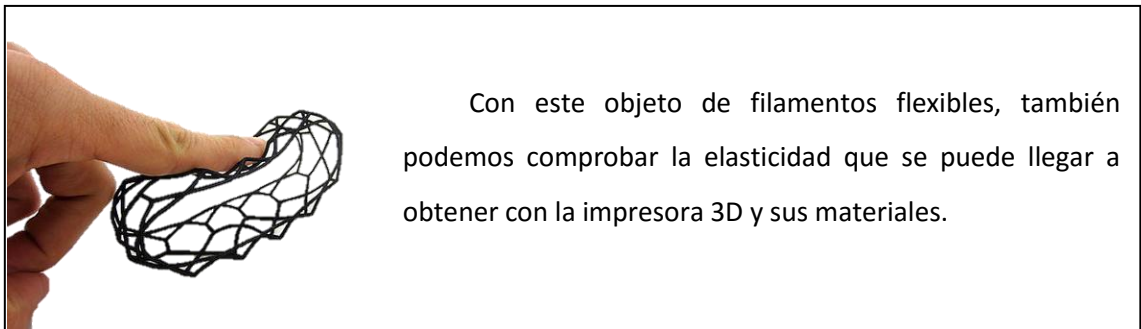 Con este objeto de filamentos flexibles, también
podemos comprobar la elasticidad que se puede llegar a
obtener con la impresora 3D y sus materiales.